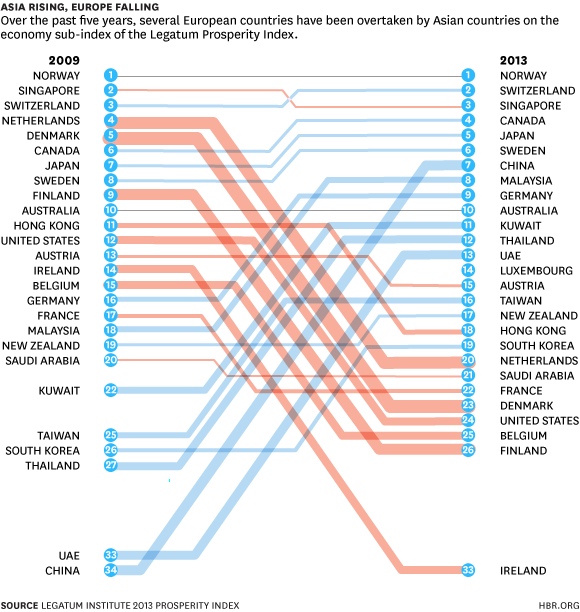 ASIA RISING, EUROPE FALLING
Over the past five years, several European countries have been overtaken by Asian countries on the
economy sub-index of the Legatum Prosperity Index.
2009 2013
NORWAY 1 1 NORWAY
SINGAPORE 2 2 SWITZERLAND
SWITZERLAND 3 3 SINGAPORE
NETHERLANDS 4 4 CANADA
DENMARK 5 5 JAPAN
CANADA 6 6 SWEDEN
JAPAN 7 7 CHINA
SWEDEN 8 8 MALAYSIA
FINLAND 9 9 GERMANY
AUSTRALIA 10 10 AUSTRALIA
HONG KONG 11 11 KUWAIT
UNITED STATES 12 12 THAILAND
AUSTRIA 13 13 UAE
IRELAND 14 14 LUXEMBOURG
BELGIUM 15 15 AUSTRIA
GERMANY 16 16 TAIWAN
FRANCE 17 17 NEW ZEALAND
MALAYSIA 18 18 HONG KONG
NEW ZEALAND 19 19 SOUTH KOREA
SAUDI ARABIA 20 20 NETHERLANDS
21 SAUDI ARABIA
KUWAIT 22 22 FRANCE
23 DENMARK
24 UNITED STATES
TAIWAN 25 25 BELGIUM
SOUTH KOREA 26 26 FINLAND
THAILAND 27
UAE 33
CHINA 34 33 IRELAND
SOURCE LEGATUM INSTITUTE 2013 PROSPERITY INDEX HBR.ORG